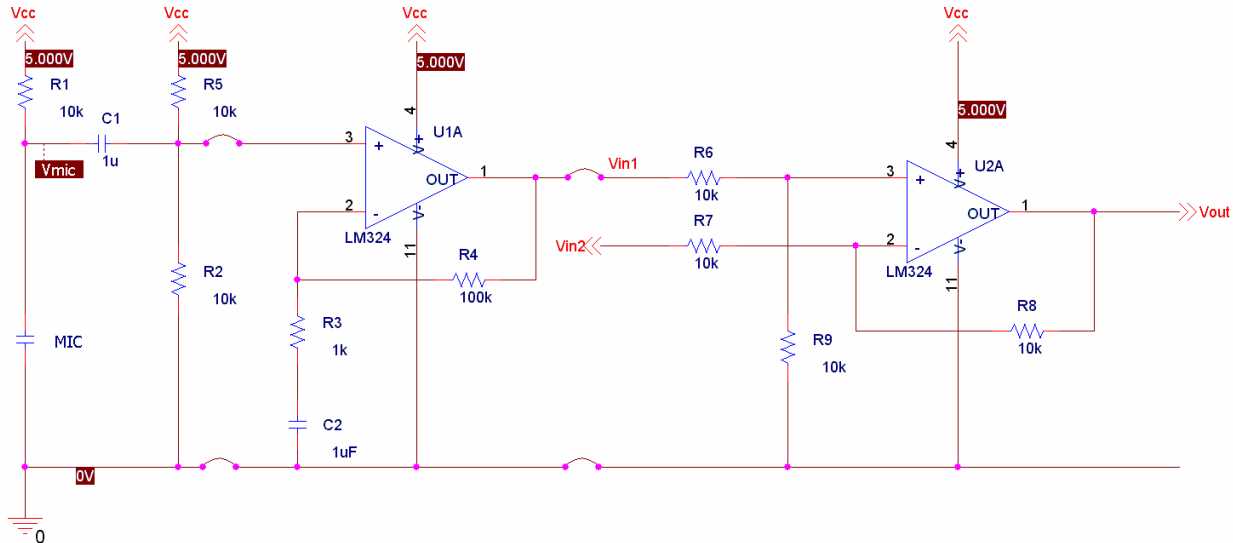 Vcc
Vcc
Vcc
Vcc
5.000V
5.000V
5.000V
5.000V
R1
10k
R5
10k
C1
1u
Vmic
4
U1A
3
+
V+
OUT
1
2
-
V-
LM324
11
Vin1
R6
10k
Vin2
R7
10k
4
U2A
3
+
V+
OUT
1
2
-
V-
LM324
11
Vout
R4
100k
R2
10k
R3
1k
MIC
R8
10k
R9
10k
C2
1uF
0V
0